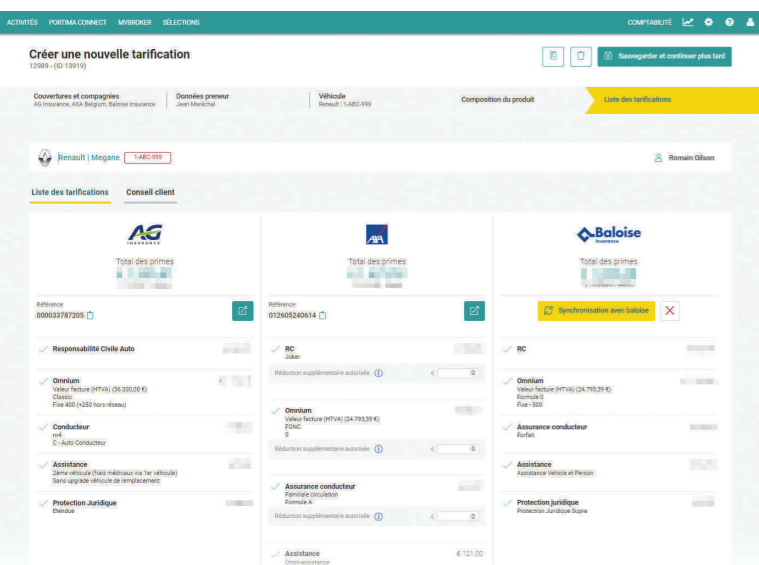 ACTIVITÉS PORTIMA CONNECT MYBROKER SÉLECTIONS COMPTABILITÉ
Créer une nouvelle tarification
12989 - (ID 13919)
Sauvegarder et continuer plus tard
Couvertures et compagnies
AG Insurance, AXA Belgium, Baloise Insurance
Données preneur
Jean Maréchal
Véhicule
Renault | 1-ABC-999
Composition du produit
Liste des tarifications
Renault | Megane 1-ABC-999
Romain Gilson
Liste des tarifications Conseil client
AG
INSURANCE
Total des primes
Référence
000033787205
Responsabilité Civile Auto
Omnium
Valeur facture (HTVA) (36.000,00 €)
Classic
Fixe 400 (+250 hors réseau)
Conducteur
C - Auto Conducteur
Assistance
2ème véhicule (frais médicaux via 1er véhicule)
Sans upgrade véhicule de remplacement
Protection Juridique
Etendue
AXA
Total des primes
Référence
012605240614
RC
Joker
Réduction supplémentaire autorisée € 0
Omnium
Valeur facture (HTVA) (24.793,39 €)
FONC
0
Réduction supplémentaire autorisée € 0
Assurance conducteur
Familiale circulation
Formule A
Réduction supplémentaire autorisée € 0
Assistance € 121,00
Omni-assistance
Baloise
Insurance
Total des primes
Synchronisation avec baloise
RC
Omnium
Valeur facture (HTVA) (24.793,39 €)
Formula 0
Fixe - 500
Assurance conducteur
Forfait
Assistance
Assistance Vehicle et Person
Protection juridique
Protection Juridique Supra